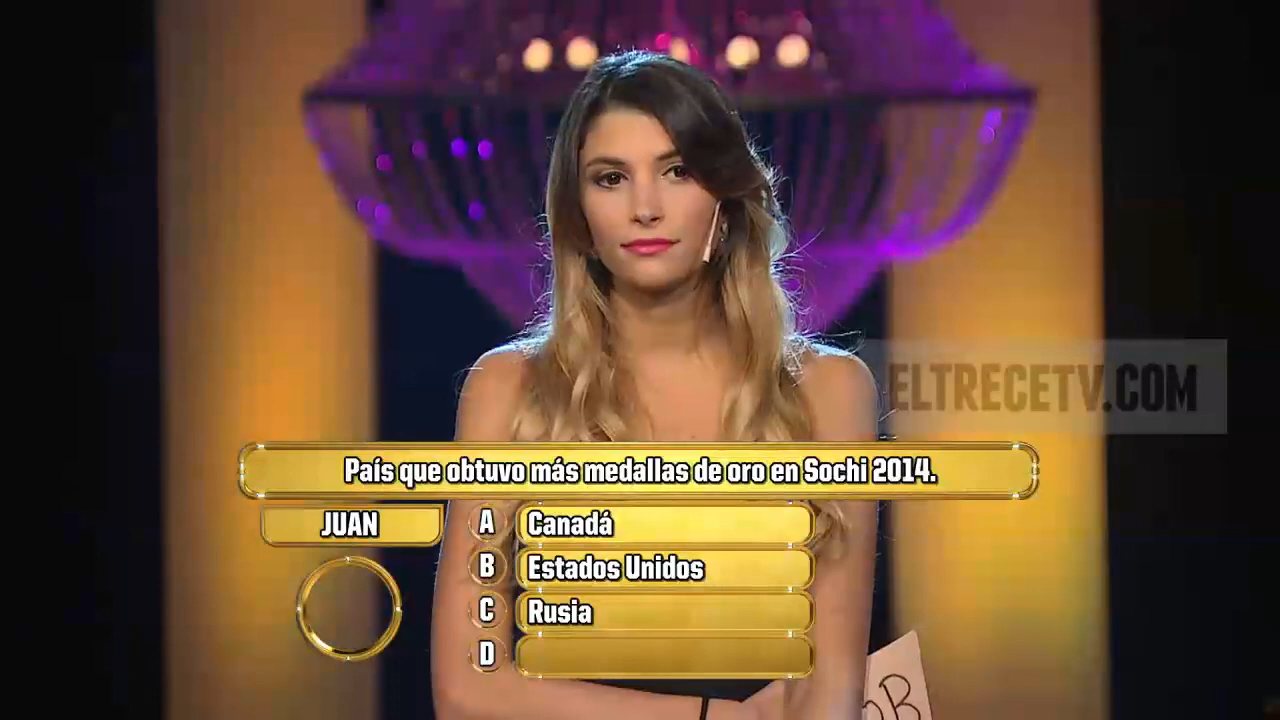 ELTRECETV.COM
País que obtuvo más medallas de oro en Sochi 2014.
JUAN
A Canadá
B Estados Unidos
C Rusia
D
B